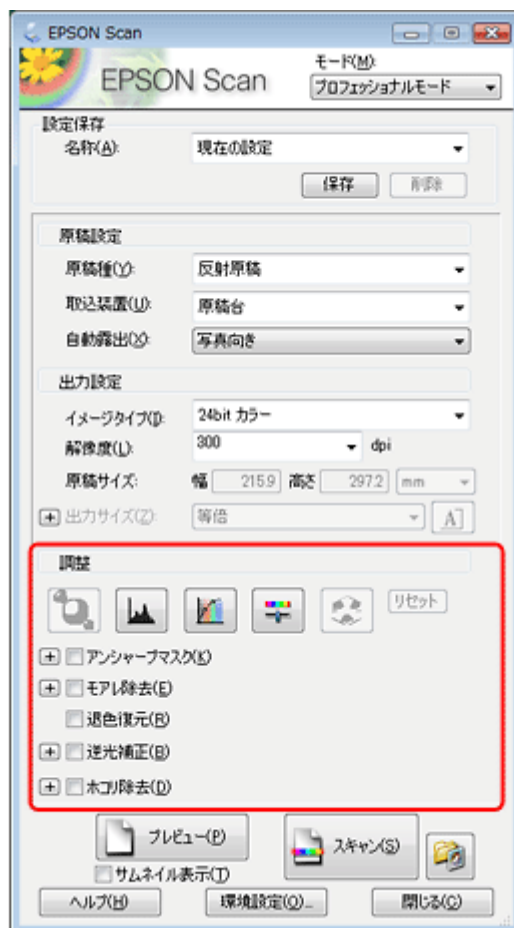 EPSON Scan
EPSON Scan
モード(M):
プロフェッショナルモード
設定保存
名称(A):
現在の設定
保存
削除
原稿設定
原稿種(Y):
反射原稿
取込装置(U):
原稿台
自動露出(X):
写真向き
出力設定
イメージタイプ(I):
24bit カラー
解像度(L):
300
dpi
原稿サイズ:
幅 215.9 高さ 297.2 mm
出力サイズ(Z):
等倍
A
調整
リセット
アンシャープマスク(K)
モアレ除去(E)
退色復元(R)
逆光補正(B)
ホコリ除去(D)
プレビュー(P)
スキャン(S)
サムネイル表示(T)
ヘルプ(H)
環境設定(O)...
閉じる(C)